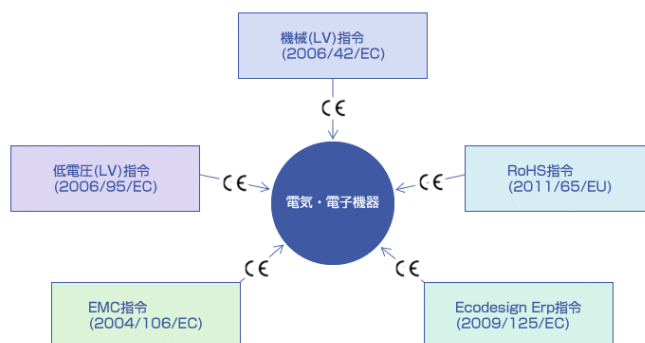 機械(LV)指令
(2006/42/EC)
CE
低電圧(LV)指令
(2006/95/EC)
CE
電気・電子機器
CE
RoHS指令
(2011/65/EU)
CE
CE
EMC指令
(2004/106/EC)
Ecodesign Erp指令
(2009/125/EC)